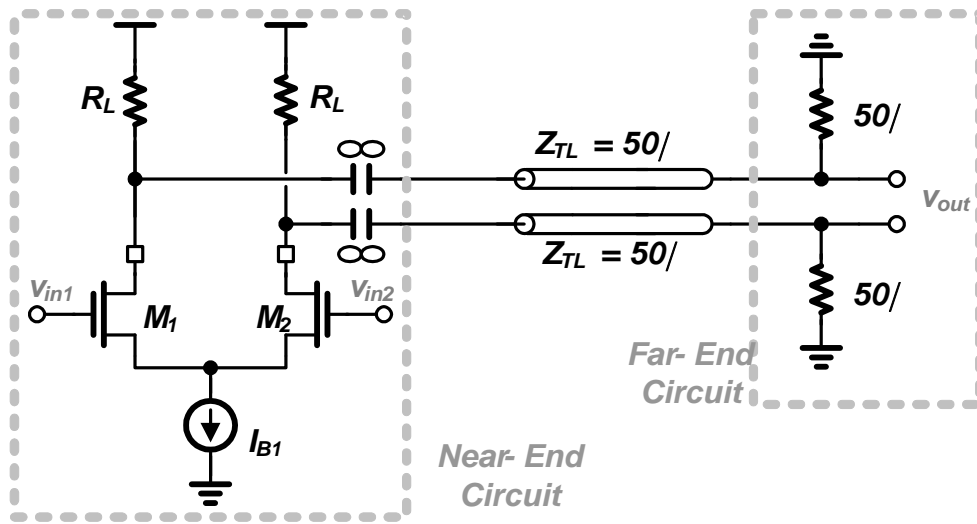 R_L
R_L
∞
∞
Z_TL = 50/
Z_TL = 50/
50/
50/
v_out
v_in1
v_in2
M_1
M_2
I_B1
Far- End
Circuit
Near- End
Circuit